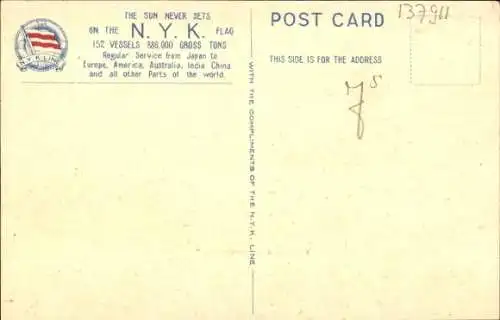 THE SUN NEVER SETS
ON THE N. Y. K. FLAG
152 VESSELS 886,000 GROSS TONS
Regular Service from Japan to
Europe, America, Australia, India China
and all other Parts of the world.
N.Y.K. LINE
WITH THE COMPLIMENTS OF THE N.Y.K. LINE
POST CARD
THIS SIDE IS FOR THE ADDRESS